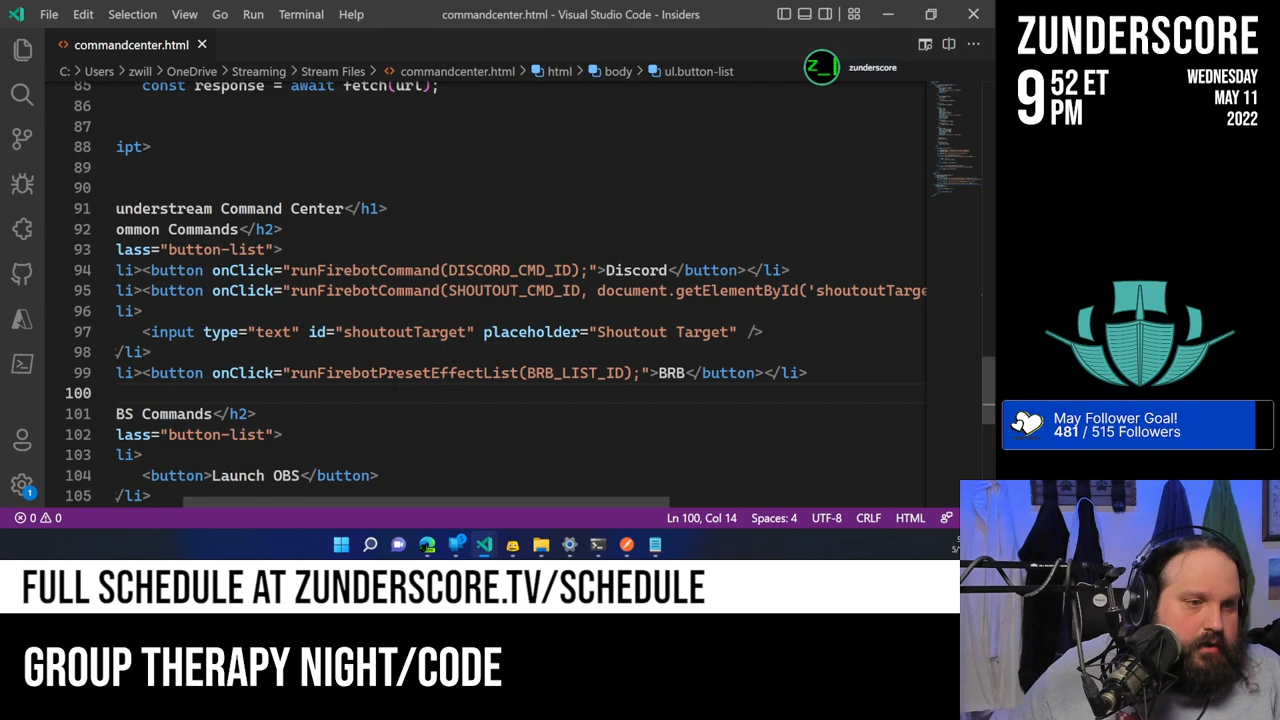 File Edit Selection View Go Run Terminal Help
commandcenter.html - Visual Studio Code - Insiders
commandcenter.html
C: > Users > zwill > OneDrive > Streaming > Stream Files > commandcenter.html > html > body > ul.button-list
z_| zunderscore
85 const response = await fetch(url);
86
87
88 ipt>
89
90
91 understream Command Center</h1>
92 ommon Commands</h2>
93 lass="button-list">
94 li><button onClick="runFirebotCommand(DISCORD_CMD_ID);">Discord</button></li>
95 li><button onClick="runFirebotCommand(SHOUTOUT_CMD_ID, document.getElementById('shoutoutTarge
96 li>
97 <input type="text" id="shoutoutTarget" placeholder="Shoutout Target" />
98 /li>
99 li><button onClick="runFirebotPresetEffectList(BRB_LIST_ID);">BRB</button></li>
100
101 BS Commands</h2>
102 lass="button-list">
103 li>
104 <button>Launch OBS</button>
105 /li>
1
0 0 Ln 100, Col 14 Spaces: 4 UTF-8 CRLF HTML
ZUNDERSCORE
9 52 ET PM
WEDNESDAY
MAY 11
2022
May Follower Goal!
481 / 515 Followers
FULL SCHEDULE AT ZUNDERSCORE.TV/SCHEDULE
GROUP THERAPY NIGHT/CODE